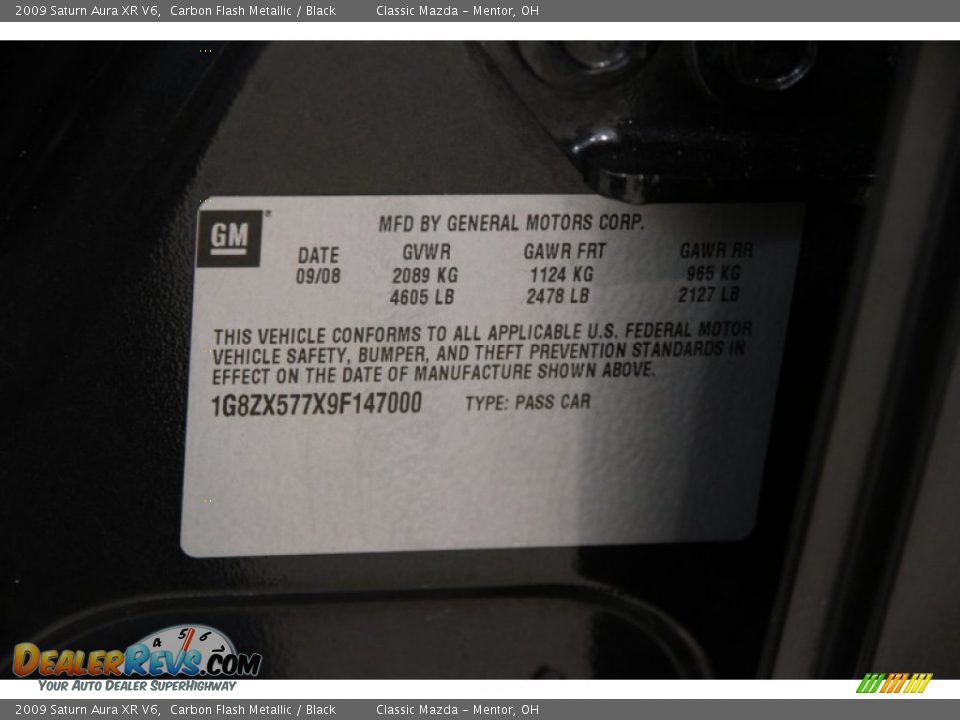 2009 Saturn Aura XR V6, Carbon Flash Metallic / Black Classic Mazda - Mentor, OH
GM
MFD BY GENERAL MOTORS CORP.
DATE GVWR GAWR FRT GAWR RR
09/08 2089 KG 1124 KG 965 KG
4605 LB 2478 LB 2127 LB
THIS VEHICLE CONFORMS TO ALL APPLICABLE U.S. FEDERAL MOTOR
VEHICLE SAFETY, BUMPER, AND THEFT PREVENTION STANDARDS IN
EFFECT ON THE DATE OF MANUFACTURE SHOWN ABOVE.
1G8ZX577X9F147000 TYPE: PASS CAR
4 5 6
DealerRevs.com
Your Auto Dealer SuperHighway
2009 Saturn Aura XR V6, Carbon Flash Metallic / Black Classic Mazda - Mentor, OH